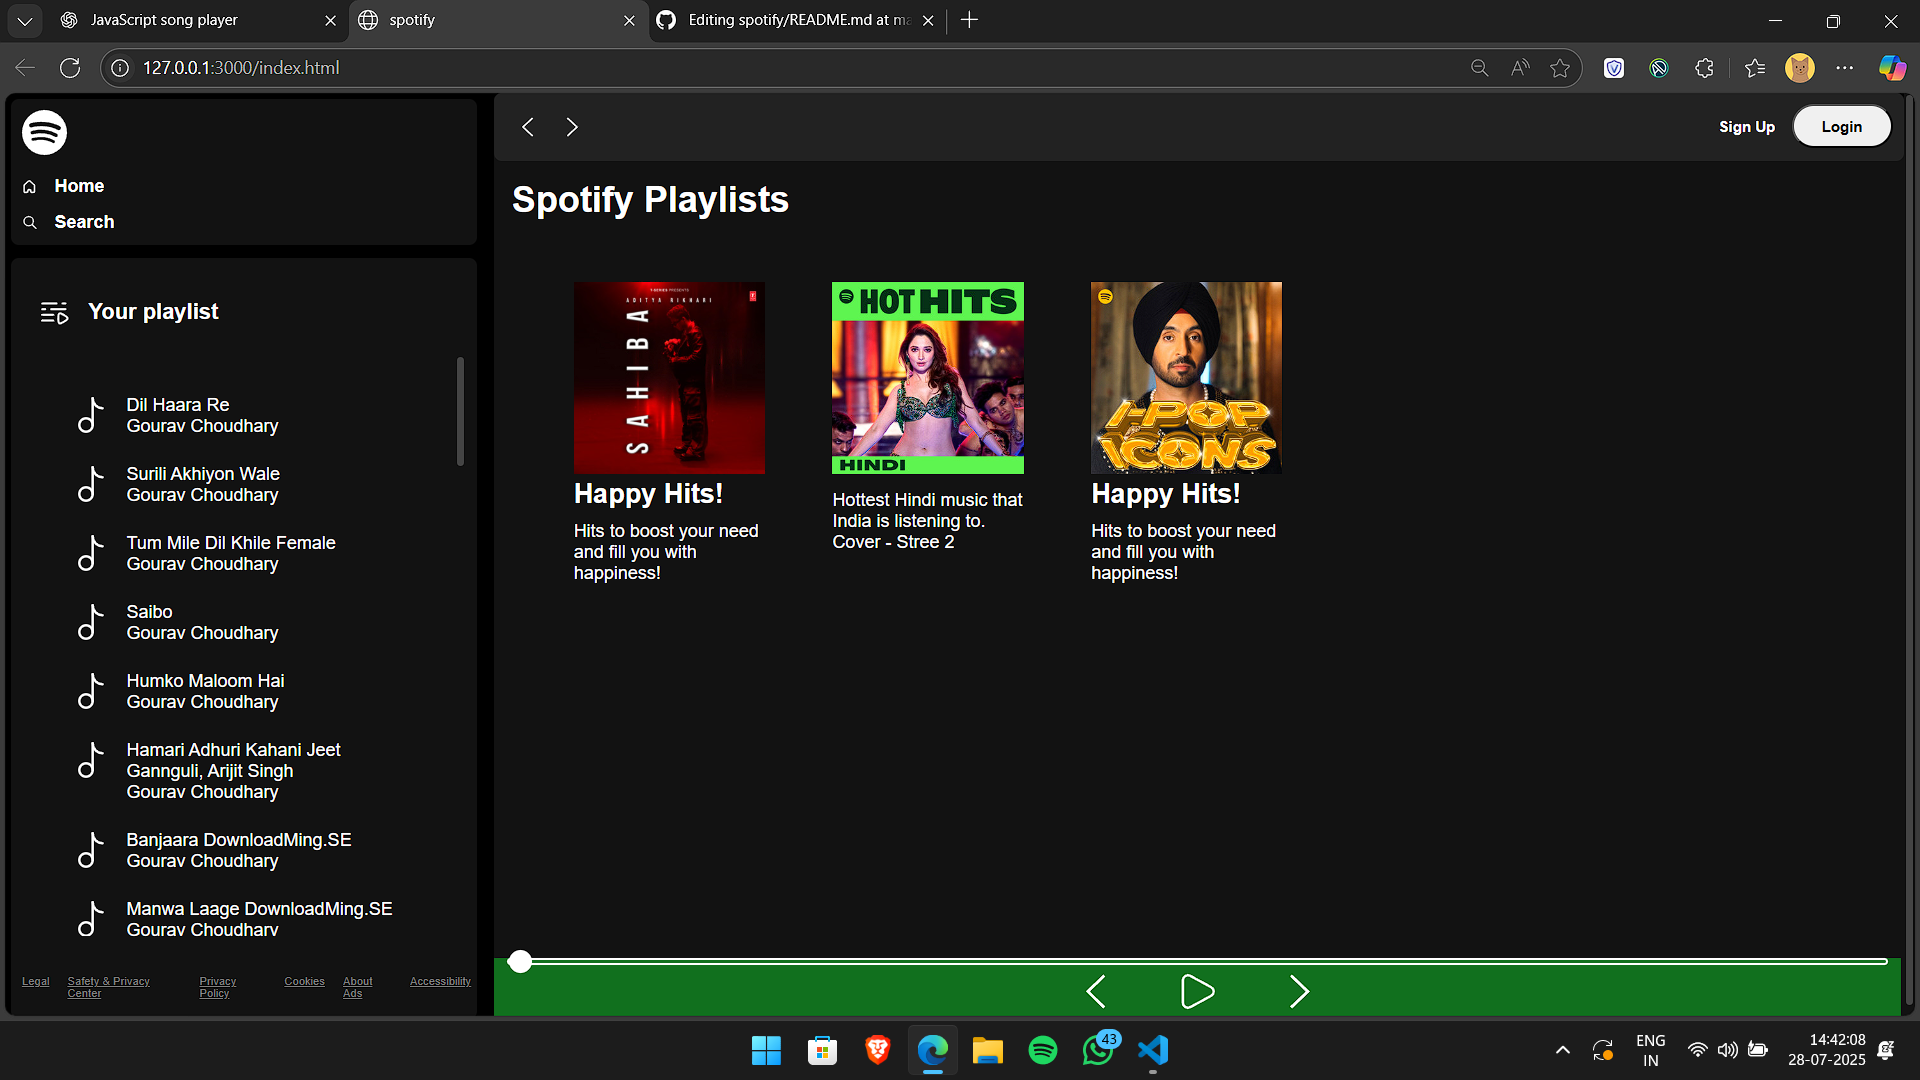 JavaScript song player
spotify
Editing spotify/README.md at ma
127.0.0.1:3000/index.html
Home
Search
Your playlist
Dil Haara Re
Gourav Choudhary
Surili Akhiyon Wale
Gourav Choudhary
Tum Mile Dil Khile Female
Gourav Choudhary
Saibo
Gourav Choudhary
Humko Maloom Hai
Gourav Choudhary
Hamari Adhuri Kahani Jeet
Gannguli, Arijit Singh
Gourav Choudhary
Banjaara DownloadMing.SE
Gourav Choudhary
Manwa Laage DownloadMing.SE
Gourav Choudhary
Legal
Safety & Privacy
Center
Privacy
Policy
Cookies
About
Ads
Accessibility
Sign Up
Login
Spotify Playlists
T-SERIES PRESENTS
ADITYA RIKHARI
SAHIBA
Happy Hits!
Hits to boost your need
and fill you with
happiness!
HOT HITS
HINDI
Hottest Hindi music that
India is listening to.
Cover - Stree 2
I-POP
ICONS
Happy Hits!
Hits to boost your need
and fill you with
happiness!
43
ENG
IN
14:42:08
28-07-2025